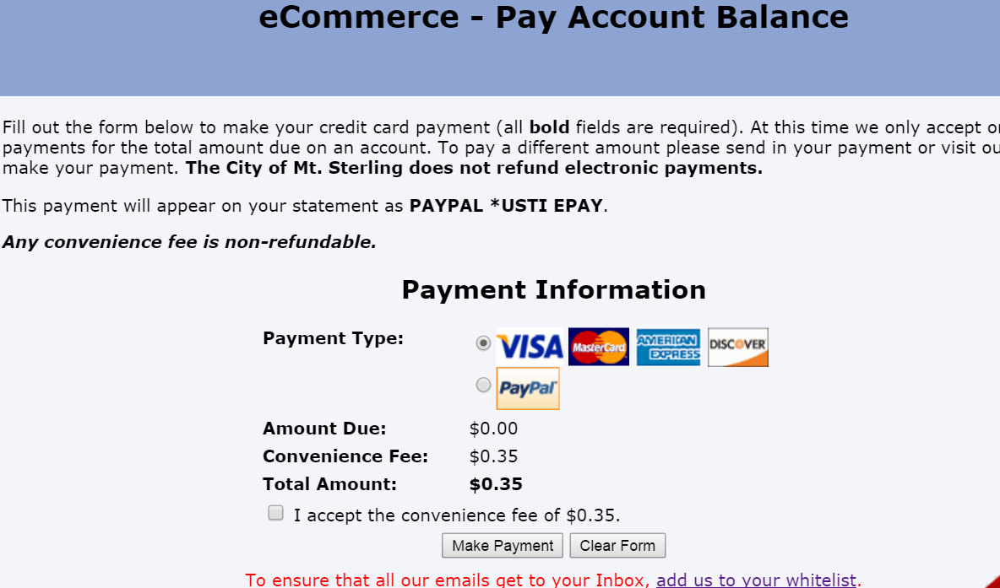 eCommerce - Pay Account Balance
Fill out the form below to make your credit card payment (all bold fields are required). At this time we only accept
payments for the total amount due on an account. To pay a different amount please send in your payment or visit
make your payment. The City of Mt. Sterling does not refund electronic payments.
This payment will appear on your statement as PAYPAL *USTI EPAY.
Any convenience fee is non-refundable.
Payment Information
Payment Type: VISA MasterCard AMERICAN EXPRESS DISCOVER
PayPal
Amount Due: $0.00
Convenience Fee: $0.35
Total Amount: $0.35
I accept the convenience fee of $0.35.
Make Payment Clear Form
To ensure that all our emails get to your Inbox, add us to your whitelist.